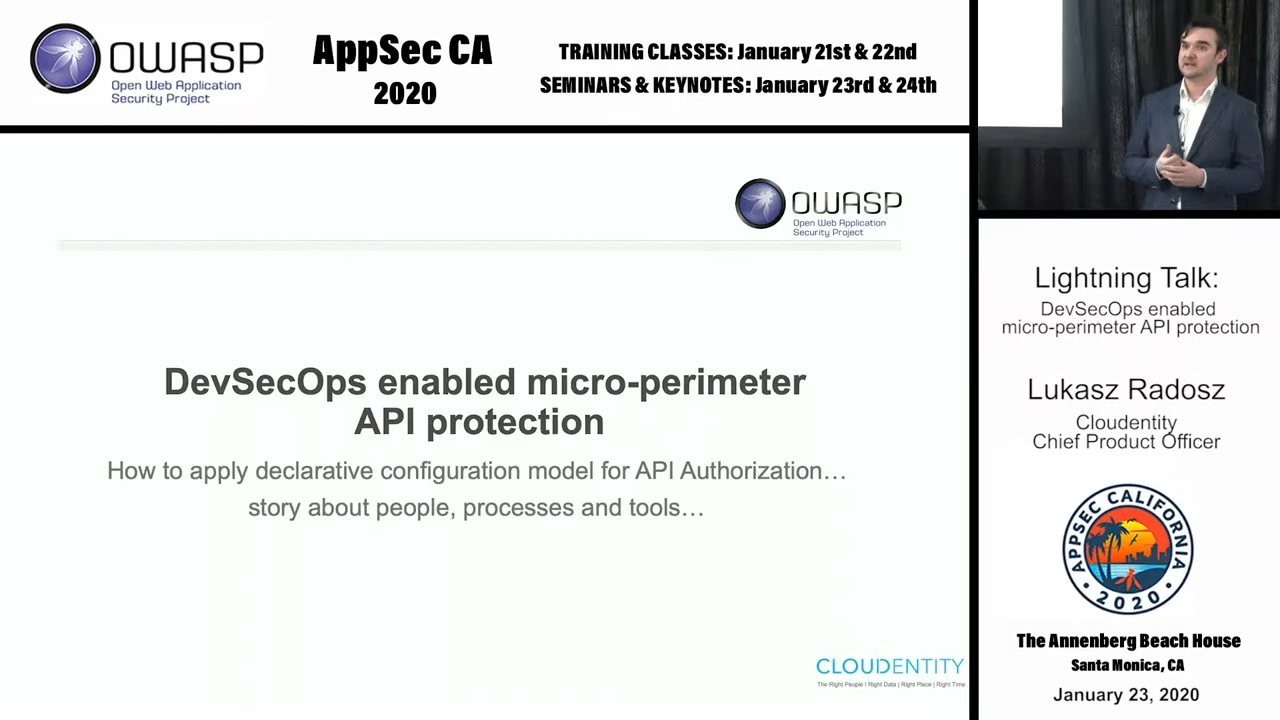 OWASP
Open Web Application
Security Project
AppSec CA
2020
TRAINING CLASSES: January 21st & 22nd
SEMINARS & KEYNOTES: January 23rd & 24th
OWASP
Open Web Application
Security Project
DevSecOps enabled micro-perimeter
API protection
How to apply declarative configuration model for API Authorization…
story about people, processes and tools…
CLOUDENTITY
The Right People | Right Data | Right Place | Right Time
Lightning Talk:
DevSecOps enabled
micro-perimeter API protection
Lukasz Radosz
Cloudentity
Chief Product Officer
APPSEC CALIFORNIA
2020
The Annenberg Beach House
Santa Monica, CA
January 23, 2020